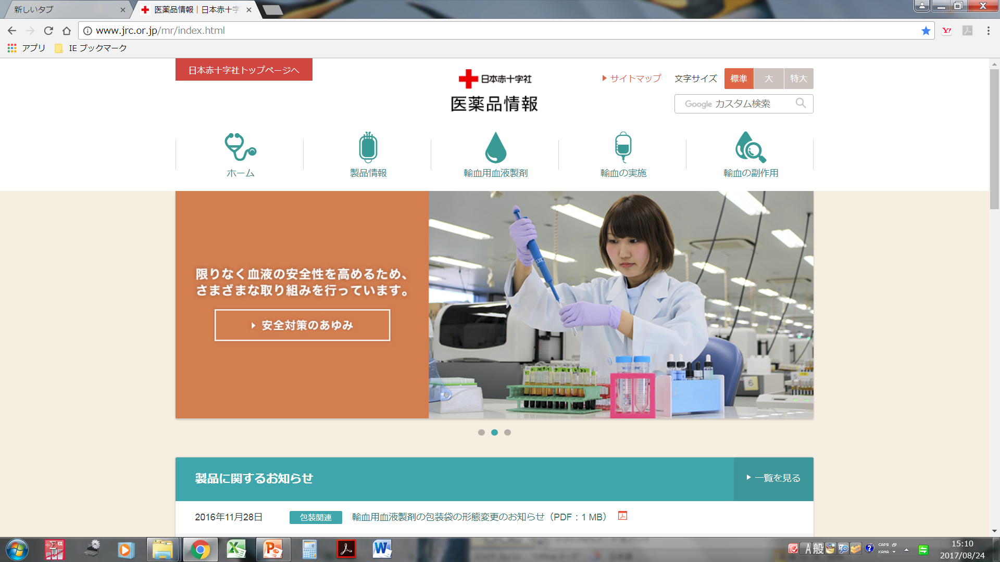 新しいタブ
医薬品情報｜日本赤十字
www.jrc.or.jp/mr/index.html
アプリ
IE ブックマーク
日本赤十字社トップページへ
日本赤十字社
医薬品情報
サイトマップ
文字サイズ
標準
大
特大
Google カスタム検索
ホーム
製品情報
輸血用血液製剤
輸血の実施
輸血の副作用
限りなく血液の安全性を高めるため、
さまざまな取り組みを行っています。
安全対策のあゆみ
6
製品に関するお知らせ
一覧を見る
2016年11月28日 包装関連 輸血用血液製剤の包装袋の形態変更のお知らせ（PDF：1 MB）
A 般
CAPS
KANA
15:10
2017/08/24